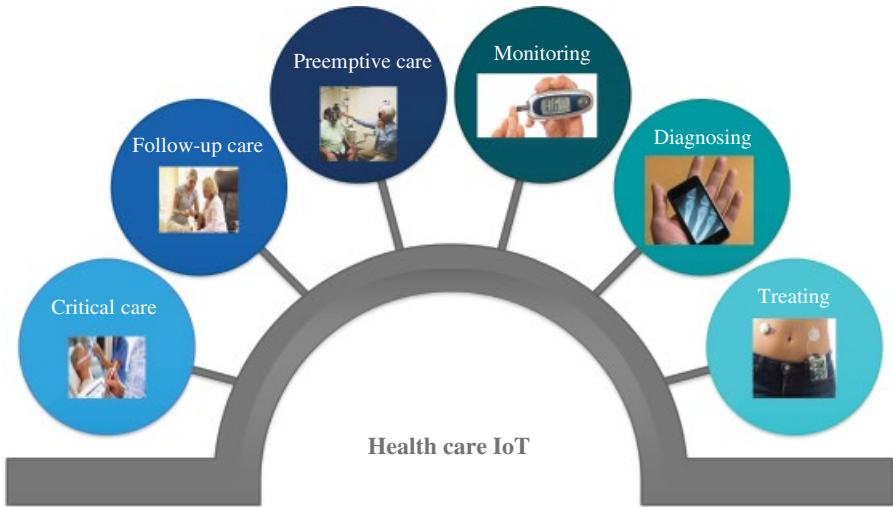 Preemptive care
Monitoring
Follow-up care
Diagnosing
Critical care
Treating
Health care IoT